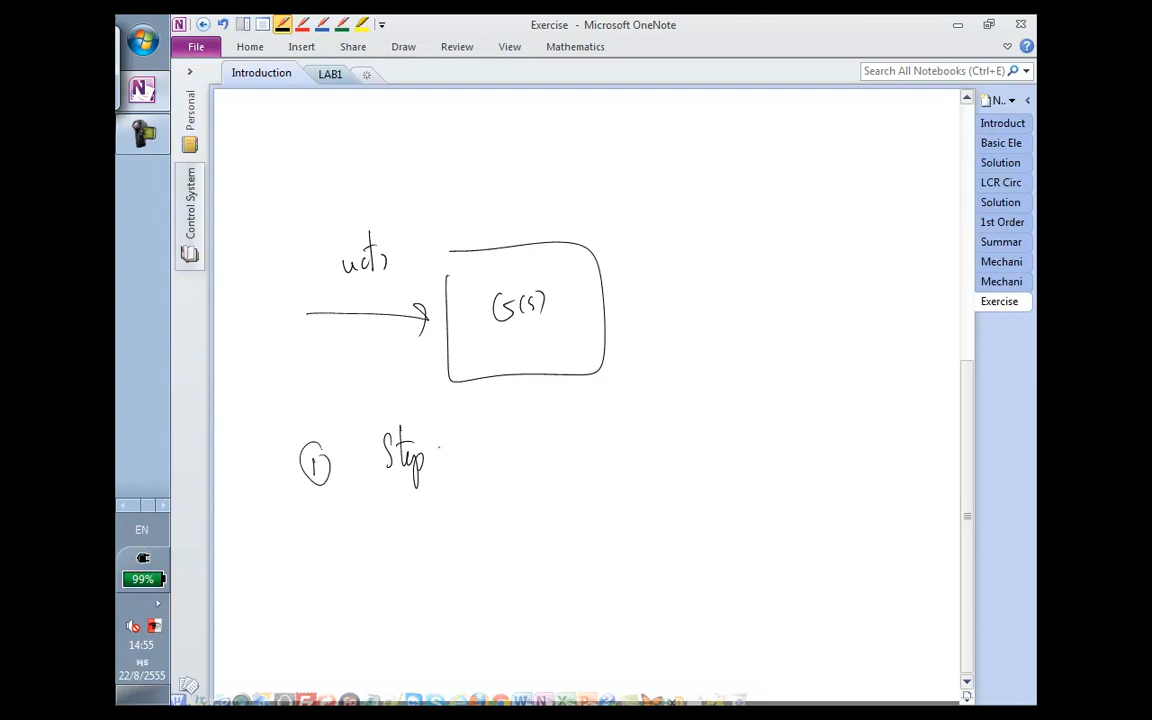 Exercise - Microsoft OneNote
File Home Insert Share Draw Review View Mathematics
Introduction LAB1
Search All Notebooks (Ctrl+E)
N..
Personal
Control System
Introduct
Basic Ele
Solution
LCR Circ
Solution
1st Order
Summar
Mechani
Mechani
Exercise
u(t)
G(s)
① Step
EN
99%
14:55
พุธ
22/8/2555